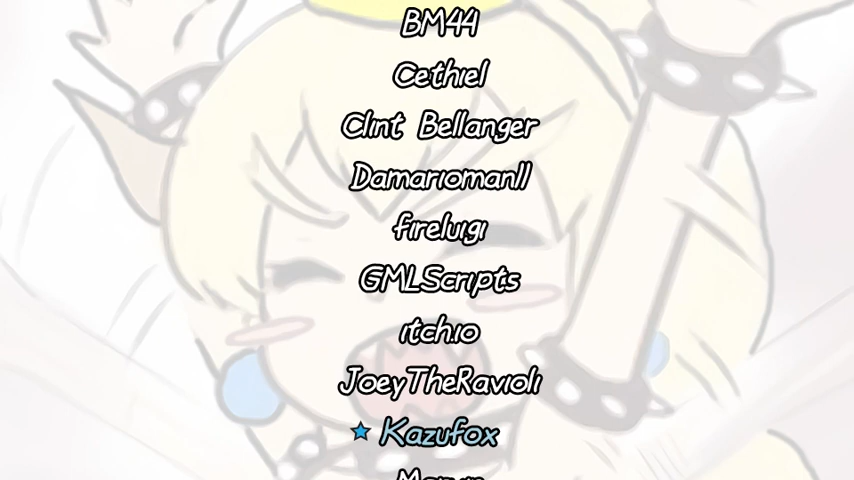 BM44
Cethiel
Clint Bellanger
Damarioman11
fireluigi
GMLScripts
itch.io
JoeyTheRavioli
★ Kazufox